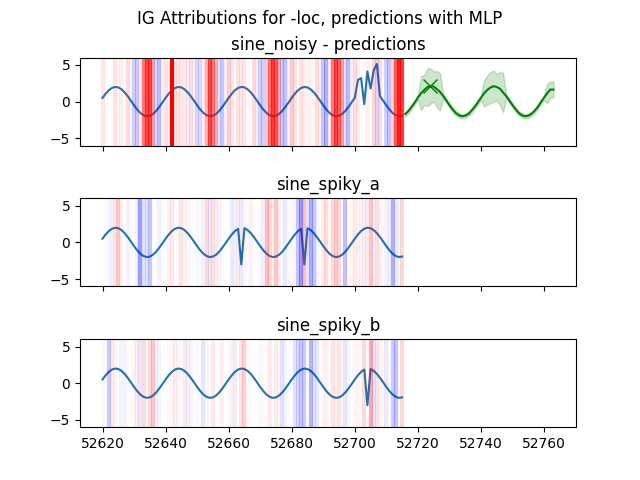 IG Attributions for -loc, predictions with MLP
sine_noisy - predictions
5
0
−5
sine_spiky_a
5
0
−5
sine_spiky_b
5
0
−5
52620 52640 52660 52680 52700 52720 52740 52760